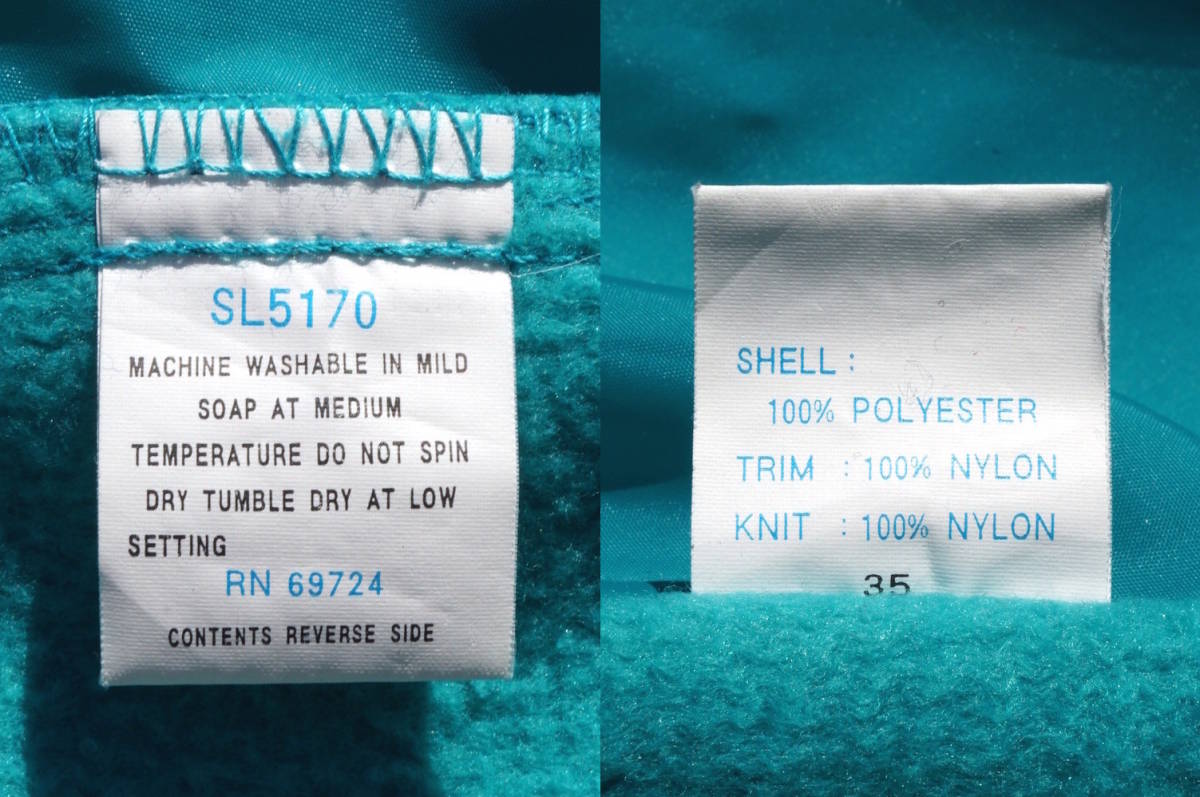 SL5170
MACHINE WASHABLE IN MILD
SOAP AT MEDIUM
TEMPERATURE DO NOT SPIN
DRY TUMBLE DRY AT LOW
SETTING
RN 69724
CONTENTS REVERSE SIDE
SHELL :
100% POLYESTER
TRIM : 100% NYLON
KNIT : 100% NYLON
35